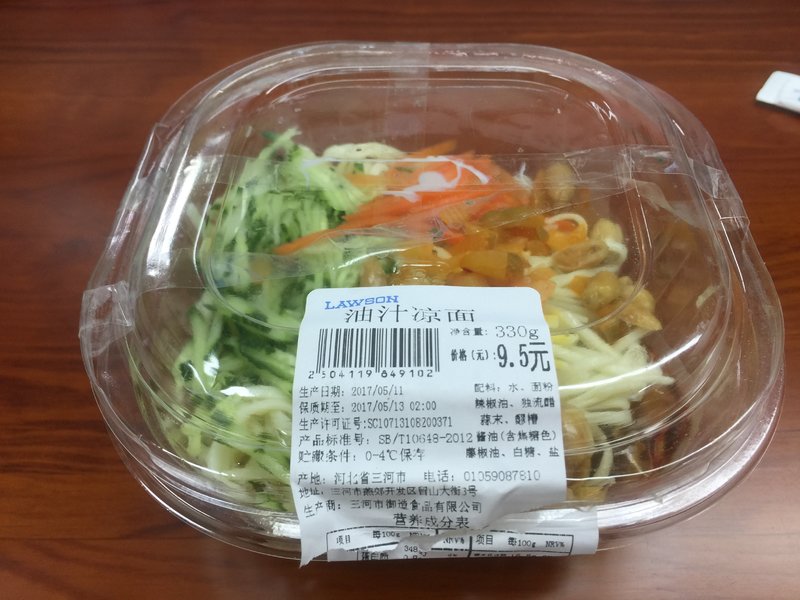 LAWSON
油汁凉面
净含量: 330g
价格(元): 9.5元
2504119849102
生产日期: 2017/05/11
保质期至: 2017/05/13 02:00
生产许可证号:SC10713108200371
产品标准号: SB/T10648-2012
贮藏条件: 0-4℃保存
配料: 水、面粉
辣椒油、独流醋
蒜末、醪糟
酱油(含焦糖色)
藤椒油、白糖、盐
产地: 河北省三河市 电话: 01059087810
地址: 三河市燕郊开发区留山大街3号
生产商: 三河市御造食品有限公司
营养成分表
项目 每100g NRV% 项目 每100g NRV%
348